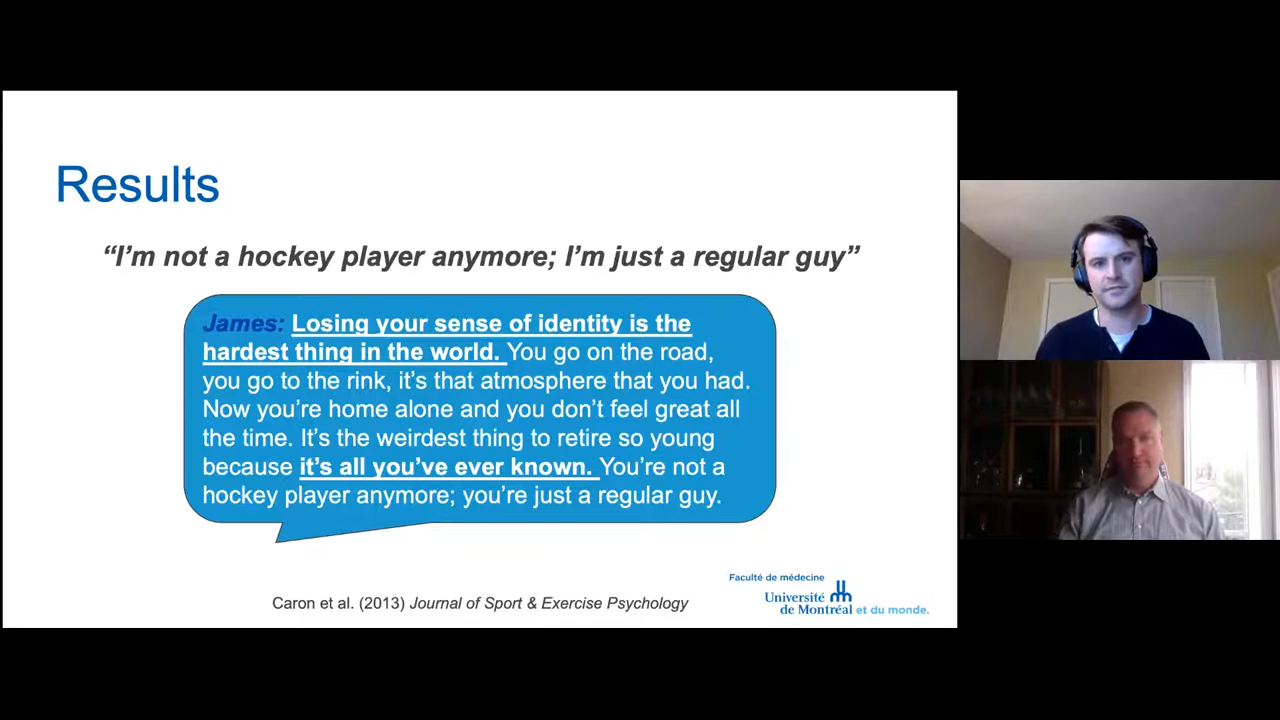 Results
“I’m not a hockey player anymore; I’m just a regular guy”
James: Losing your sense of identity is the
hardest thing in the world. You go on the road,
you go to the rink, it’s that atmosphere that you had.
Now you’re home alone and you don’t feel great all
the time. It’s the weirdest thing to retire so young
because it’s all you’ve ever known. You’re not a
hockey player anymore; you’re just a regular guy.
Caron et al. (2013) Journal of Sport & Exercise Psychology
Faculté de médecine
Université
de Montréal et du monde.